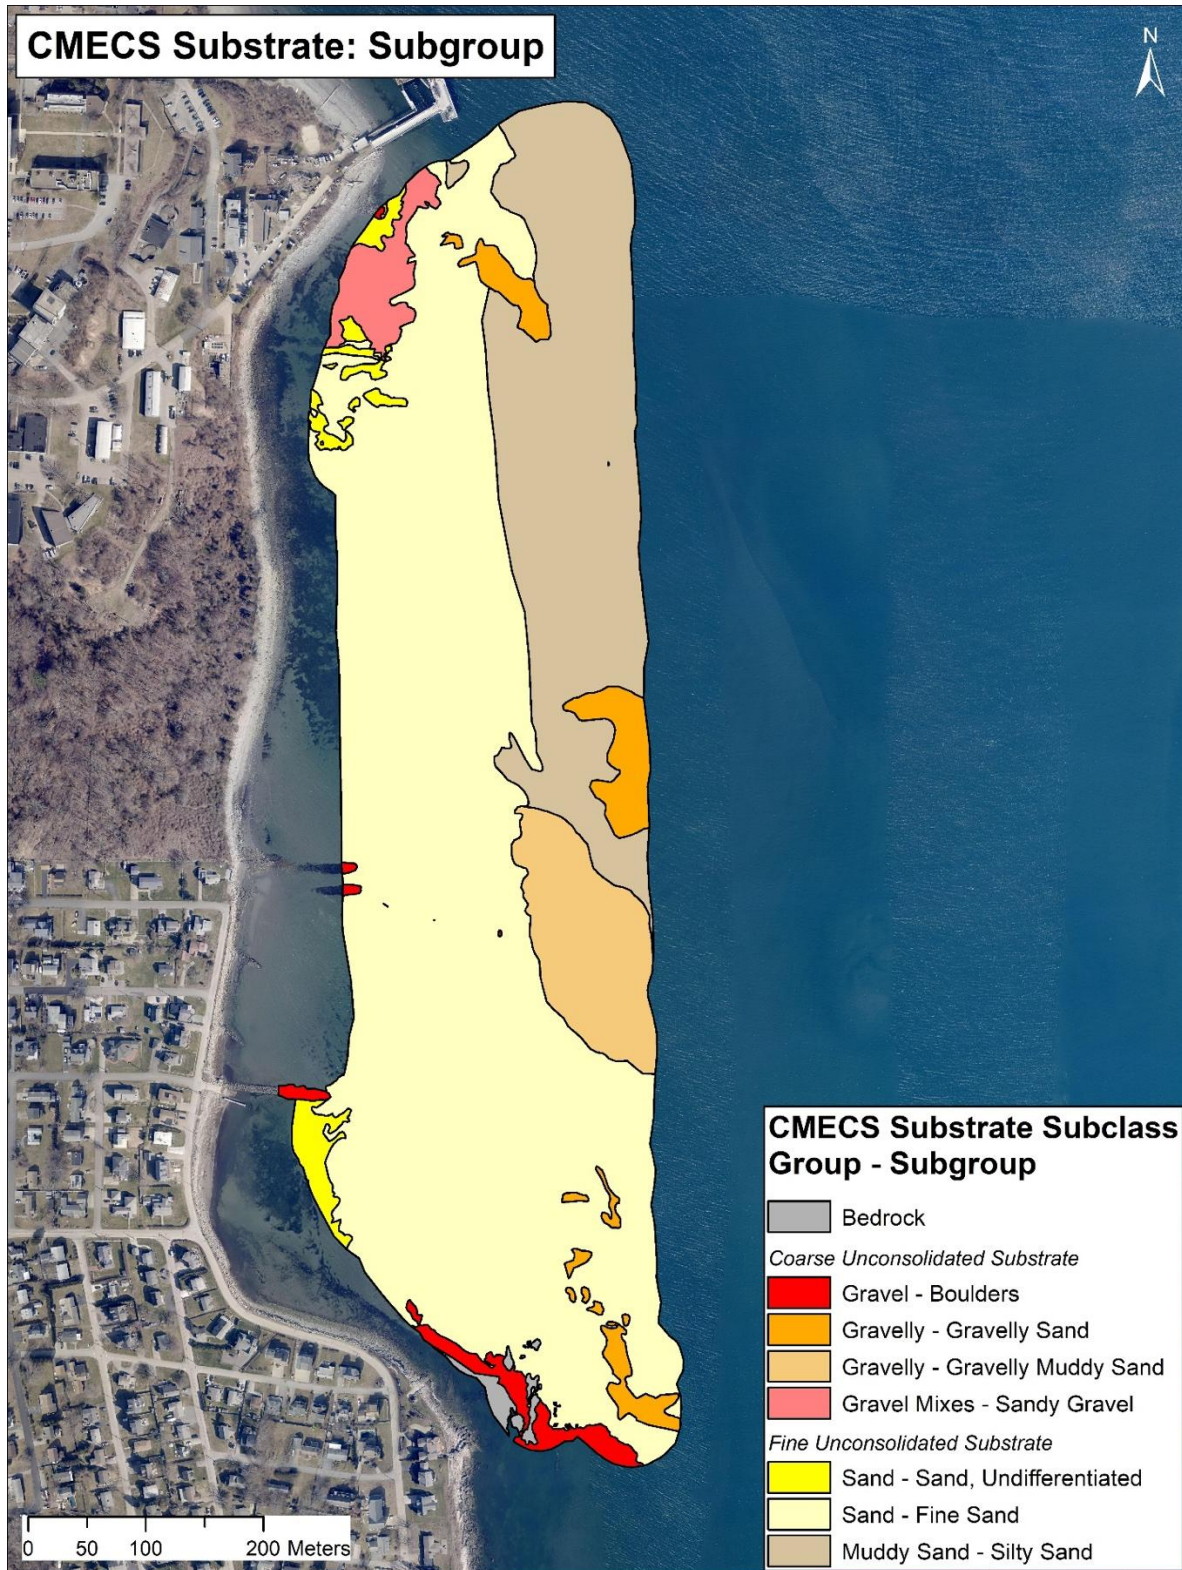 CMECS Substrate: Subgroup
N
CMECS Substrate Subclass
Group - Subgroup
Bedrock
Coarse Unconsolidated Substrate
Gravel - Boulders
Gravelly - Gravelly Sand
Gravelly - Gravelly Muddy Sand
Gravel Mixes - Sandy Gravel
Fine Unconsolidated Substrate
Sand - Sand, Undifferentiated
Sand - Fine Sand
Muddy Sand - Silty Sand
0 50 100 200 Meters